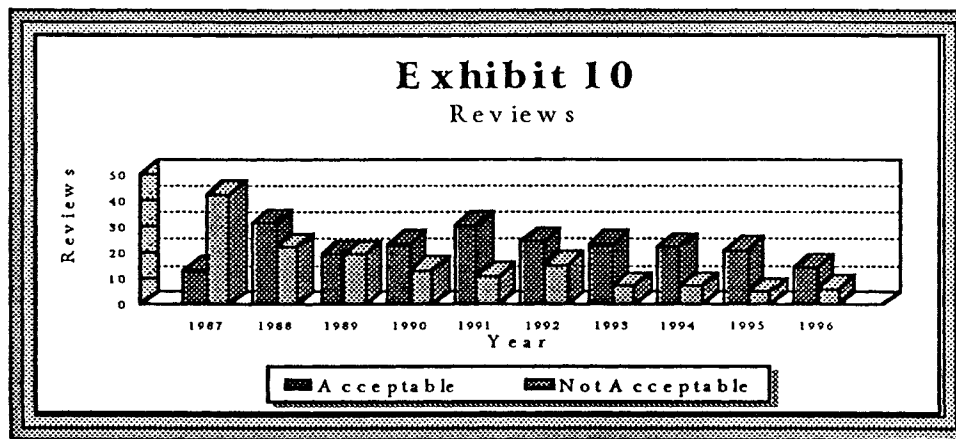 Exhibit 10
Reviews
Reviews
50
40
30
20
10
0
1987 1988 1989 1990 1991 1992 1993 1994 1995 1996
Year
Acceptable Not Acceptable